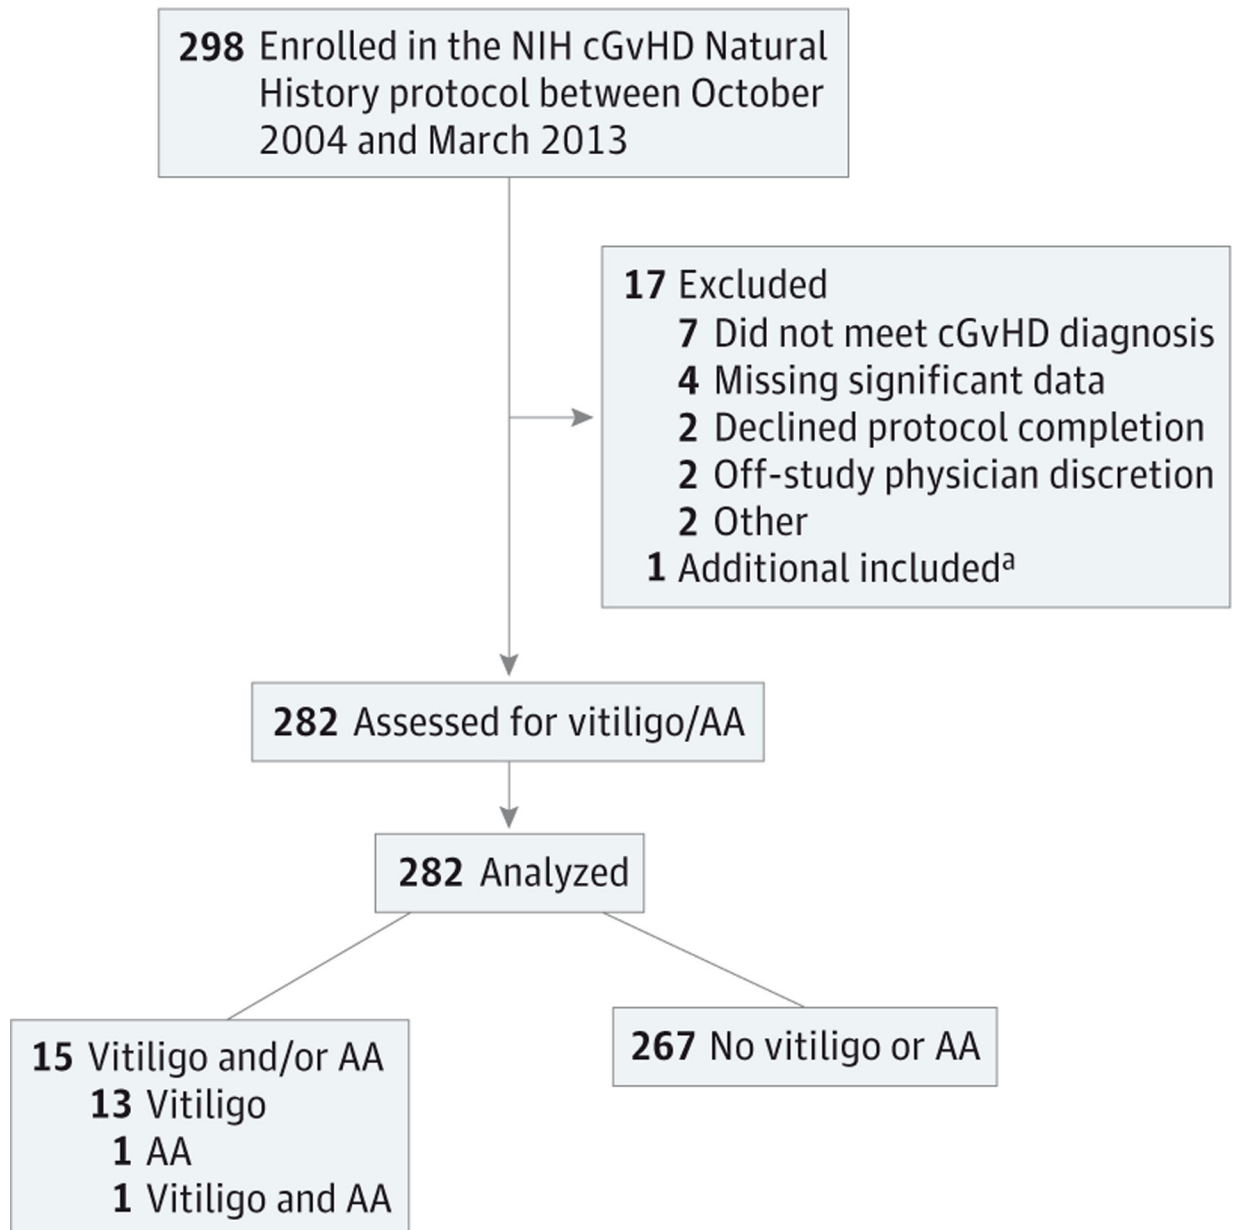 298 Enrolled in the NIH cGvHD Natural
History protocol between October
2004 and March 2013
17 Excluded
7 Did not meet cGvHD diagnosis
4 Missing significant data
2 Declined protocol completion
2 Off-study physician discretion
2 Other
1 Additional includedᵃ
282 Assessed for vitiligo/AA
282 Analyzed
15 Vitiligo and/or AA
13 Vitiligo
1 AA
1 Vitiligo and AA
267 No vitiligo or AA